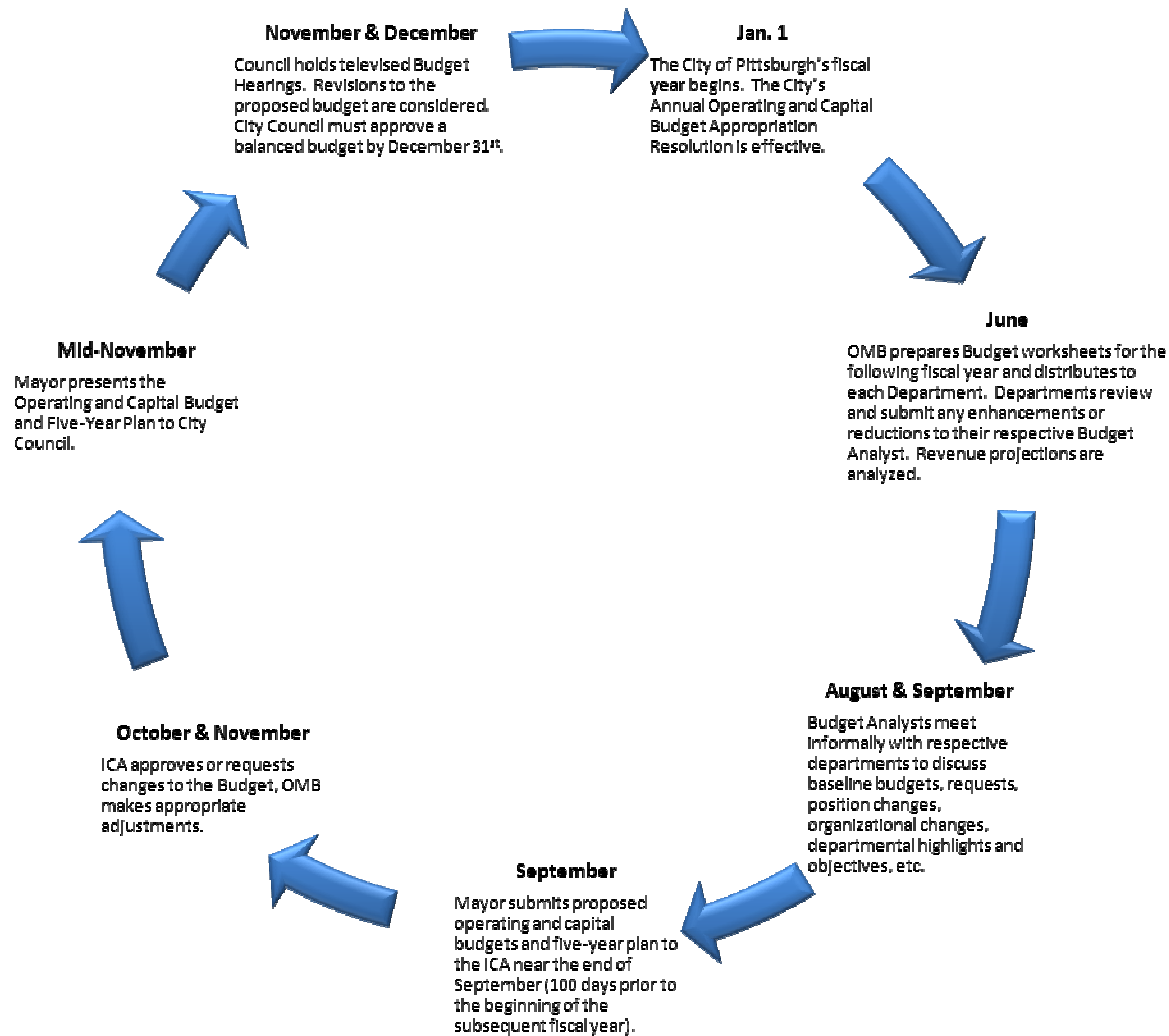 November & December
Council holds televised Budget
Hearings.  Revisions to the
proposed budget are considered.
City Council must approve a
balanced budget by December 31st.
Jan. 1
The City of Pittsburgh's fiscal
year begins.  The City's
Annual Operating and Capital
Budget Appropriation
Resolution is effective.
June
OMB prepares Budget worksheets for the
following fiscal year and distributes to
each Department.  Departments review
and submit any enhancements or
reductions to their respective Budget
Analyst.  Revenue projections are
analyzed.
August & September
Budget Analysts meet
informally with respective
departments to discuss
baseline budgets, requests,
position changes,
organizational changes,
departmental highlights and
objectives, etc.
September
Mayor submits proposed
operating and capital
budgets and five-year plan to
the ICA near the end of
September (100 days prior to
the beginning of the
subsequent fiscal year).
October & November
ICA approves or requests
changes to the Budget, OMB
makes appropriate
adjustments.
Mid-November
Mayor presents the
Operating and Capital Budget
and Five-Year Plan to City
Council.